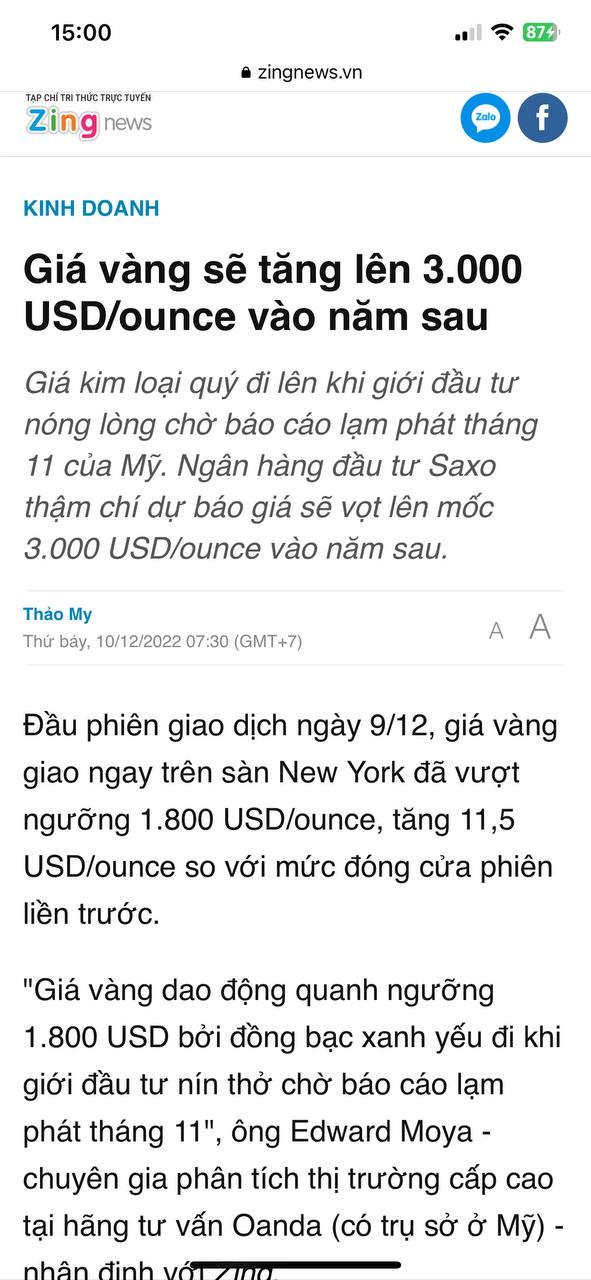 15:00
87
zingnews.vn
TẠP CHÍ TRI THỨC TRỰC TUYẾN
Zing news
Zalo
f
KINH DOANH
Giá vàng sẽ tăng lên 3.000
USD/ounce vào năm sau
Giá kim loại quý đi lên khi giới đầu tư
nóng lòng chờ báo cáo lạm phát tháng
11 của Mỹ. Ngân hàng đầu tư Saxo
thậm chí dự báo giá sẽ vọt lên mốc
3.000 USD/ounce vào năm sau.
Thảo My
Thứ bảy, 10/12/2022 07:30 (GMT+7)
A A
Đầu phiên giao dịch ngày 9/12, giá vàng
giao ngay trên sàn New York đã vượt
ngưỡng 1.800 USD/ounce, tăng 11,5
USD/ounce so với mức đóng cửa phiên
liền trước.
"Giá vàng dao động quanh ngưỡng
1.800 USD bởi đồng bạc xanh yếu đi khi
giới đầu tư nín thở chờ báo cáo lạm
phát tháng 11", ông Edward Moya -
chuyên gia phân tích thị trường cấp cao
tại hãng tư vấn Oanda (có trụ sở ở Mỹ) -
nhận định với Zing.